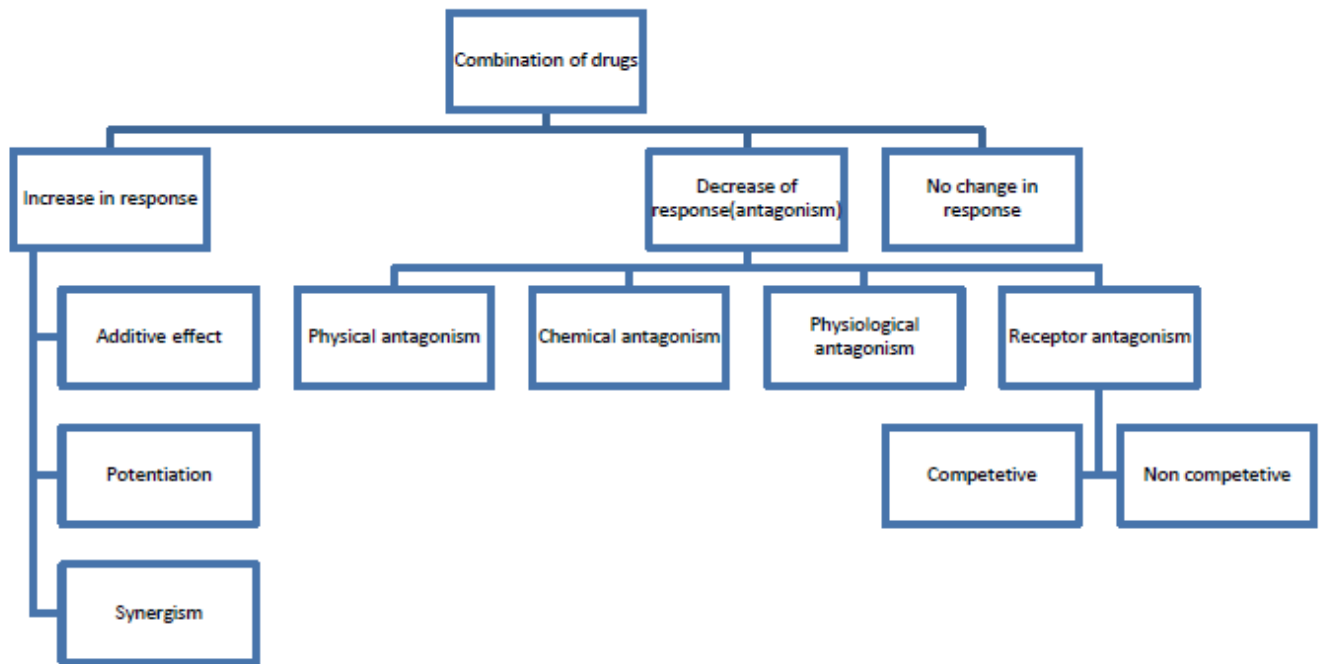 Combination of drugs
Increase in response
Decrease of
response(antagonism)
No change in
response
Additive effect
Physical antagonism
Chemical antagonism
Physiological
antagonism
Receptor antagonism
Potentiation
Competetive
Non competetive
Synergism